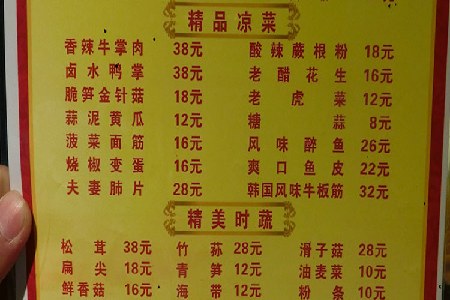 精品凉菜
香辣牛掌肉 38元 酸辣蕨根粉 18元
卤水鸭掌 38元 老醋花生 16元
脆笋金针菇 18元 老虎菜 12元
蒜泥黄瓜 12元 糖蒜 8元
菠菜面筋 16元 风味醉鱼 26元
烧椒变蛋 16元 爽口鱼皮 22元
夫妻肺片 28元 韩国风味牛板筋 32元
精美时蔬
松茸 38元 竹荪 28元 滑子菇 28元
扁尖 18元 青笋 12元 油麦菜 10元
鲜香菇 16元 海带 12元 粉条 10元